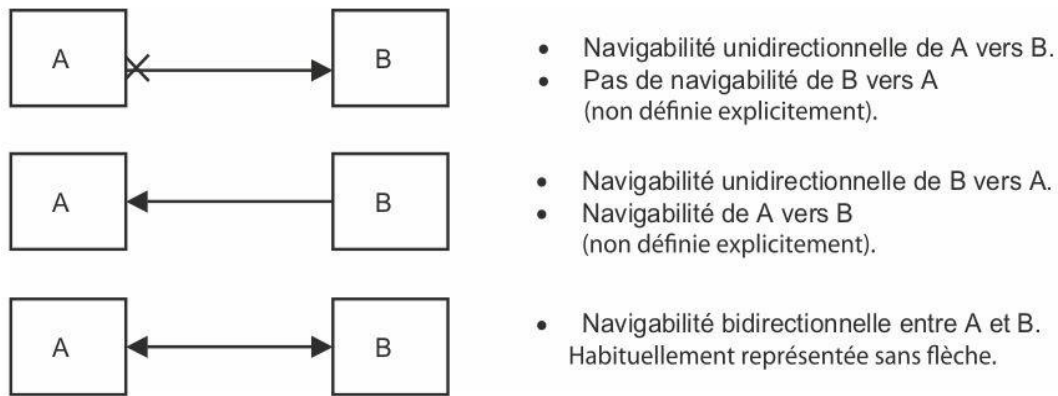 A
B
• Navigabilité unidirectionnelle de A vers B.
• Pas de navigabilité de B vers A
(non définie explicitement).
A
B
• Navigabilité unidirectionnelle de B vers A.
• Navigabilité de A vers B
(non définie explicitement).
A
B
• Navigabilité bidirectionnelle entre A et B.
Habituellement représentée sans flèche.